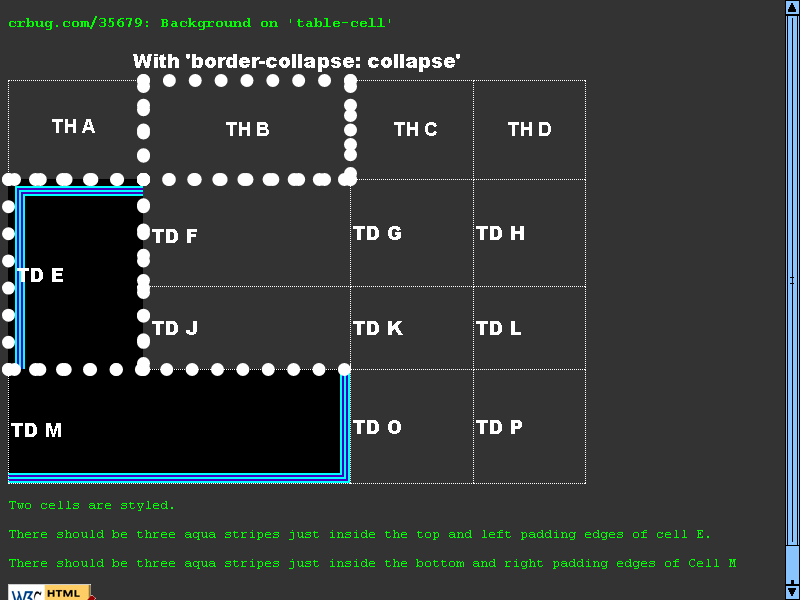 crbug.com/35679: Background on 'table-cell'
With 'border-collapse: collapse'
TH A TH B TH C TH D
TD F TD G TD H
TD E
TD J TD K TD L
TD M TD O TD P
Two cells are styled.
There should be three aqua stripes just inside the top and left padding edges of cell E.
There should be three aqua stripes just inside the bottom and right padding edges of Cell M
W3C HTML